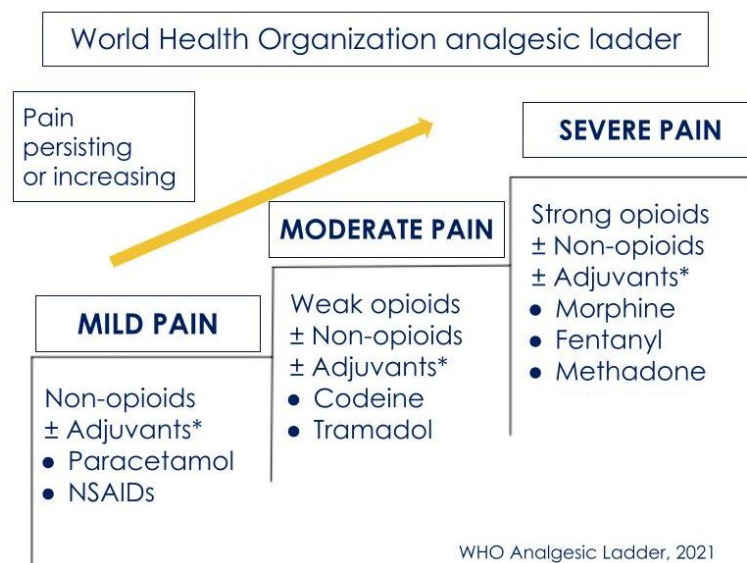 World Health Organization analgesic ladder
Pain
persisting
or increasing
SEVERE PAIN
Strong opioids
± Non-opioids
± Adjuvants*
● Morphine
● Fentanyl
● Methadone
MODERATE PAIN
Weak opioids
± Non-opioids
± Adjuvants*
● Codeine
● Tramadol
MILD PAIN
Non-opioids
± Adjuvants*
● Paracetamol
● NSAIDs
WHO Analgesic Ladder, 2021